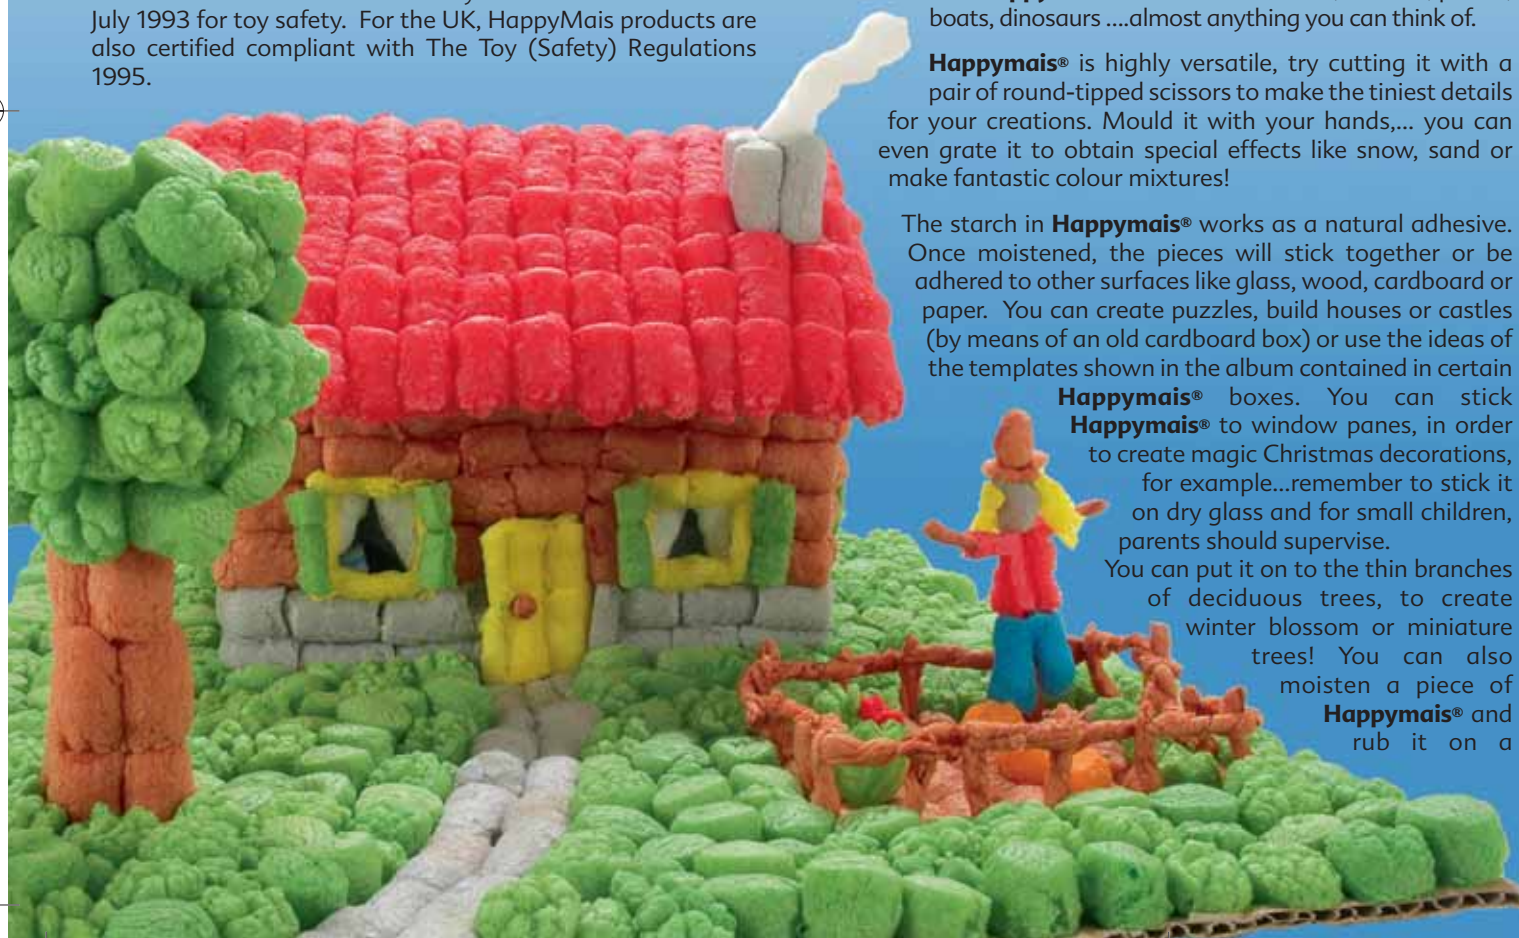 July 1993 for toy safety.  For the UK, HappyMais products are
also certified compliant with The Toy (Safety) Regulations
1995.
boats, dinosaurs ....almost anything you can think of.
Happymais® is highly versatile, try cutting it with a
pair of round-tipped scissors to make the tiniest details
for your creations. Mould it with your hands,... you can
even grate it to obtain special effects like snow, sand or
make fantastic colour mixtures!
The starch in Happymais® works as a natural adhesive.
Once moistened, the pieces will stick together or be
adhered to other surfaces like glass, wood, cardboard or
paper.  You can create puzzles, build houses or castles
(by means of an old cardboard box) or use the ideas of
the templates shown in the album contained in certain
Happymais® boxes. You can stick
Happymais® to window panes, in order
to create magic Christmas decorations,
for example...remember to stick it
on dry glass and for small children,
parents should supervise.
You can put it on to the thin branches
of deciduous trees, to create
winter blossom or miniature
trees! You can also
moisten a piece of
Happymais® and
rub it on a